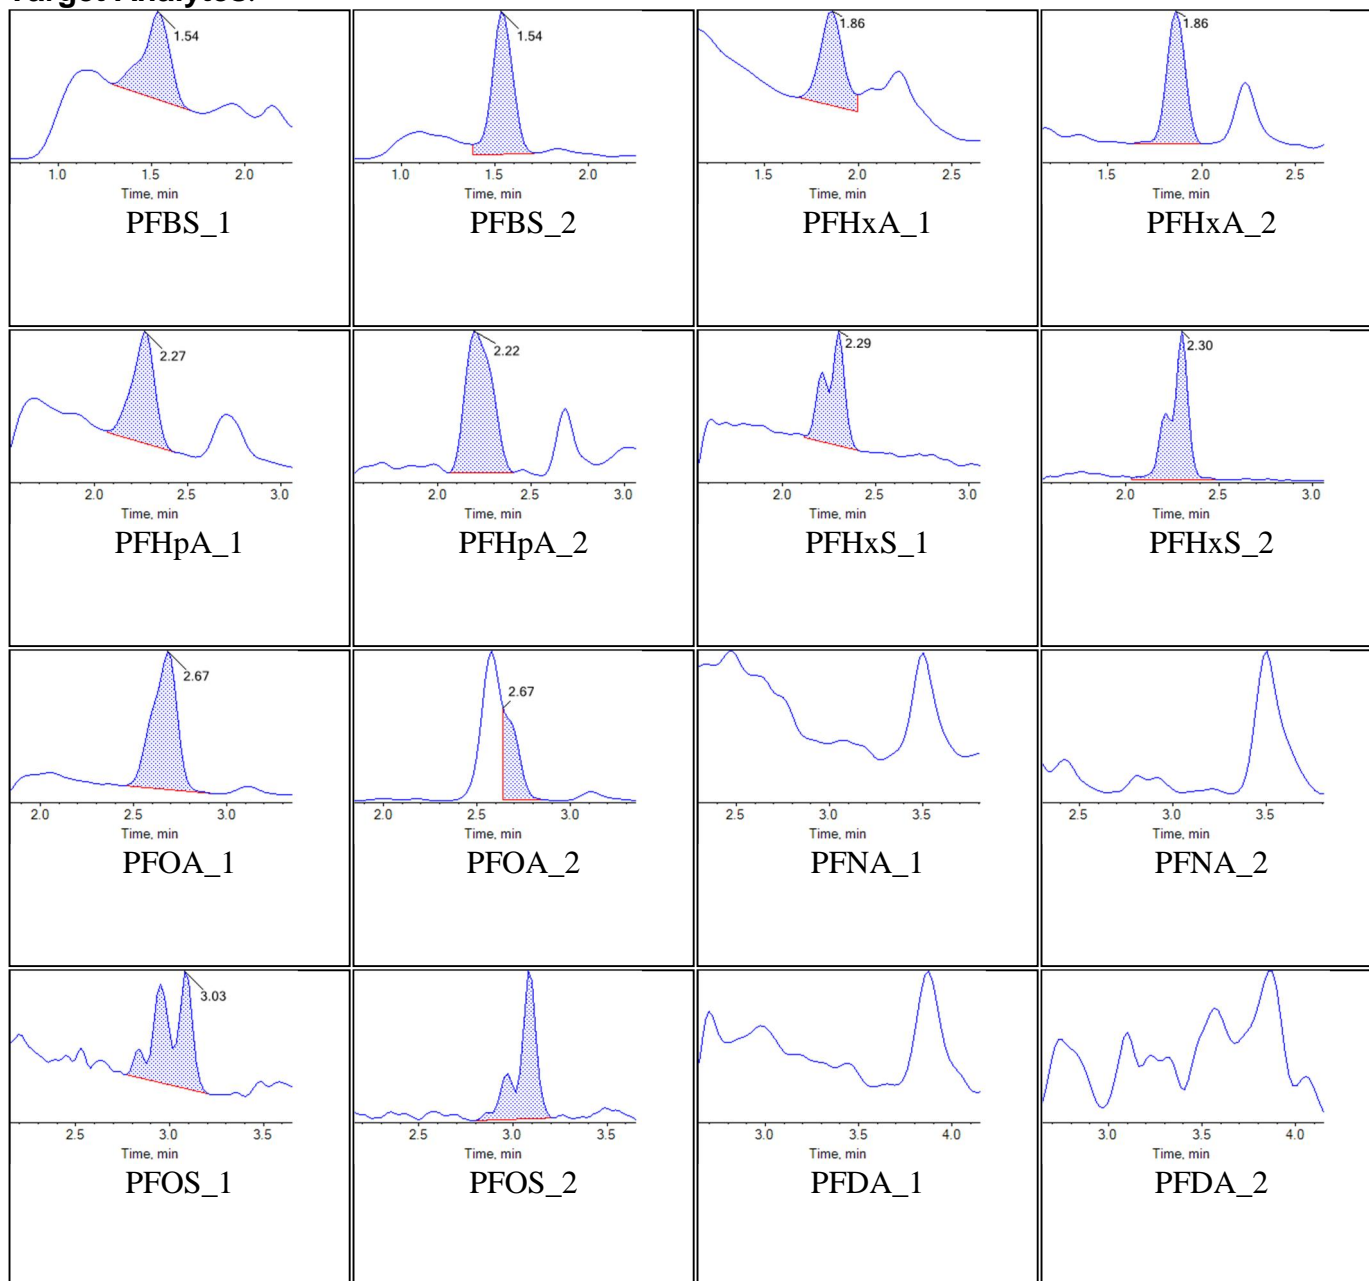 Target Analytes:
1.54 1.54 1.86 1.86
1.0 1.5 2.0 1.0 1.5 2.0 1.5 2.0 2.5 1.5 2.0 2.5
Time, min Time, min Time, min Time, min
PFBS_1 PFBS_2 PFHxA_1 PFHxA_2
2.27 2.22 2.29 2.30
2.0 2.5 3.0 2.0 2.5 3.0 2.0 2.5 3.0 2.0 2.5 3.0
Time, min Time, min Time, min Time, min
PFHpA_1 PFHpA_2 PFHxS_1 PFHxS_2
2.67 2.67
2.0 2.5 3.0 2.5 3.0 2.5 3.0 3.5 2.5 3.0 3.5
Time, min Time, min Time, min Time, min
PFOA_1 PFOA_2 PFNA_1 PFNA_2
3.03
2.5 3.0 3.5 2.5 3.0 3.5 3.0 3.5 4.0 3.0 3.5 4.0
Time, min Time, min Time, min Time, min
PFOS_1 PFOS_2 PFDA_1 PFDA_2